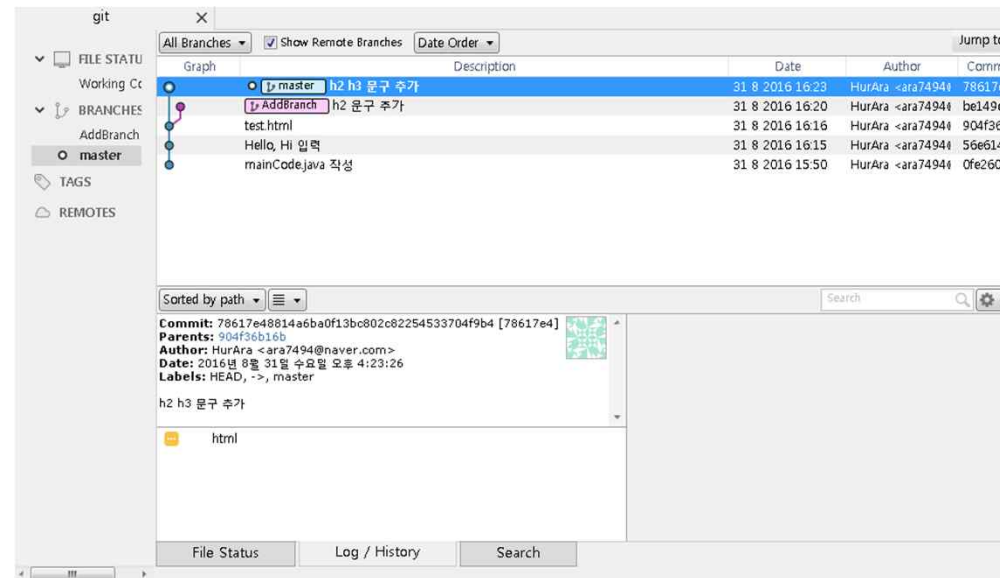 git
All Branches Show Remote Branches Date Order Jump to
FILE STATU
Working Co
BRANCHES
AddBranch
master
TAGS
REMOTES
Graph Description Date Author Comm
master h2 h3 문구 추가 31 8 2016 16:23 HurAra <ara7494 78617
AddBranch h2 문구 추가 31 8 2016 16:20 HurAra <ara7494 be149
test.html 31 8 2016 16:16 HurAra <ara7494 904f36
Hello, Hi 입력 31 8 2016 16:15 HurAra <ara7494 56e614
mainCode.java 작성 31 8 2016 15:50 HurAra <ara7494 0fe260
Sorted by path Search
Commit: 78617e48814a6ba0f13bc802c82254533704f9b4 [78617e4]
Parents: 904f36b16b
Author: HurAra <ara7494@naver.com>
Date: 2016년 8월 31일 수요일 오후 4:23:26
Labels: HEAD, ->, master
h2 h3 문구 추가
html
File Status Log / History Search